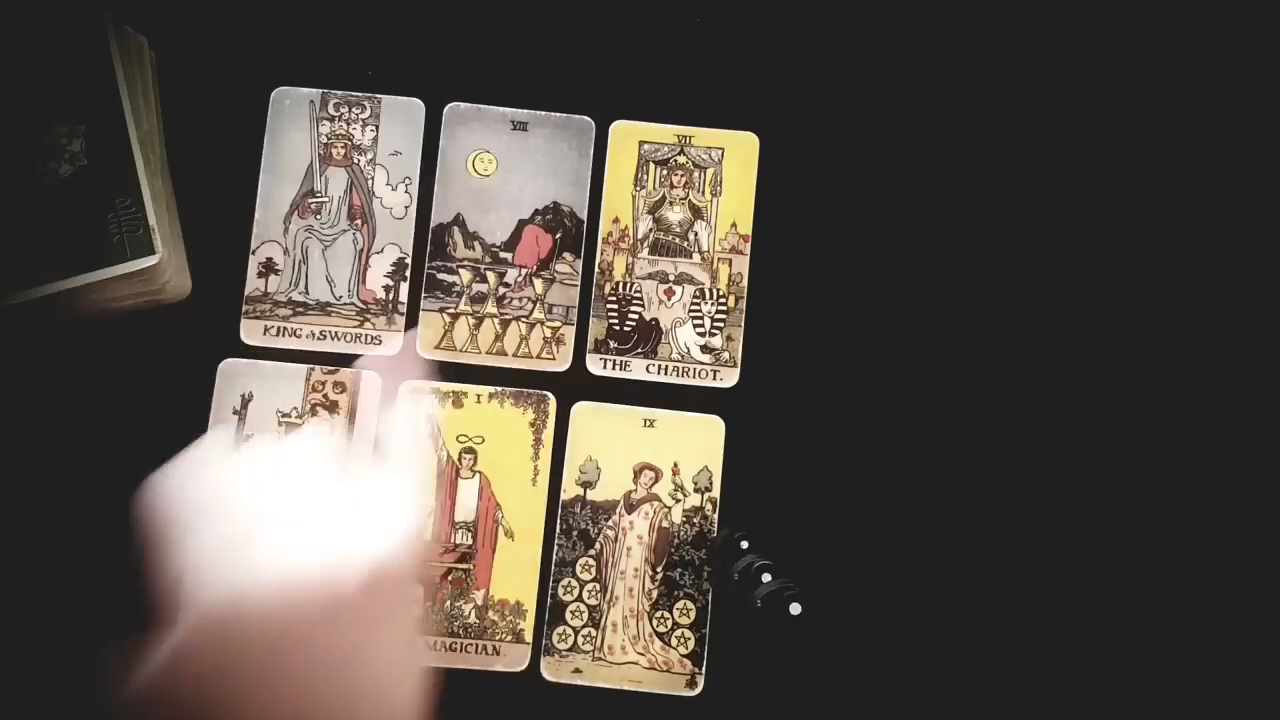 VIII
VII
KING of SWORDS
THE CHARIOT.
I
IX
MAGICIAN.